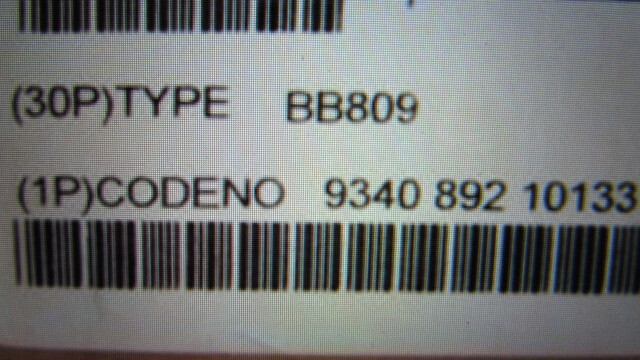 (30P)TYPE BB809
(1P)CODENO 9340 892 10133